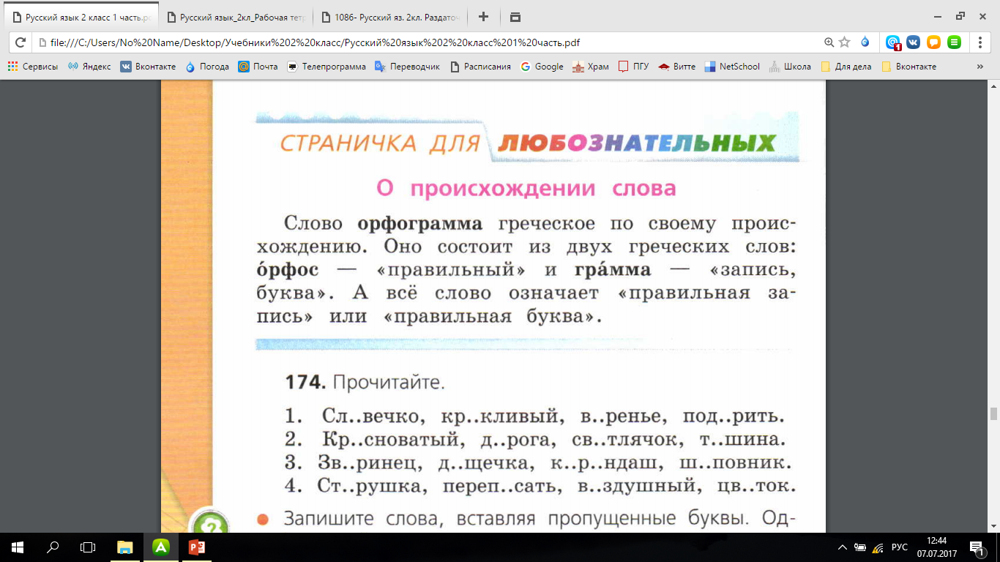 Русский язык 2 класс 1 часть.pd
Русский язык_2кл_Рабочая тетр
1086- Русский яз. 2кл. Раздаточ
file:///C:/Users/No%20Name/Desktop/Учебники%202%20класс/Русский%20язык%202%20класс%201%20часть.pdf
1
Сервисы Яндекс Вконтакте Погода Почта Телепрограмма Переводчик Расписания Google Храм ПГУ Витте NetSchool Школа Для дела Вконтакте »
СТРАНИЧКА ДЛЯ ЛЮБОЗНАТЕЛЬНЫХ
О происхождении слова
Слово орфограмма греческое по своему проис-
хождению. Оно состоит из двух греческих слов:
о́рфос — «правильный» и гра́мма — «запись,
буква». А всё слово означает «правильная за-
пись» или «правильная буква».
174. Прочитайте.
1. Сл..вечко, кр..кливый, в..ренье, под..рить.
2. Кр..сноватый, д..рога, св..тлячок, т..шина.
3. Зв..ринец, д..щечка, к..р..ндаш, ш..повник.
4. Ст..рушка, переп..сать, в..здушный, цв..ток.
Запишите слова, вставляя пропущенные буквы. Од-
РУС
12:44
07.07.2017
1